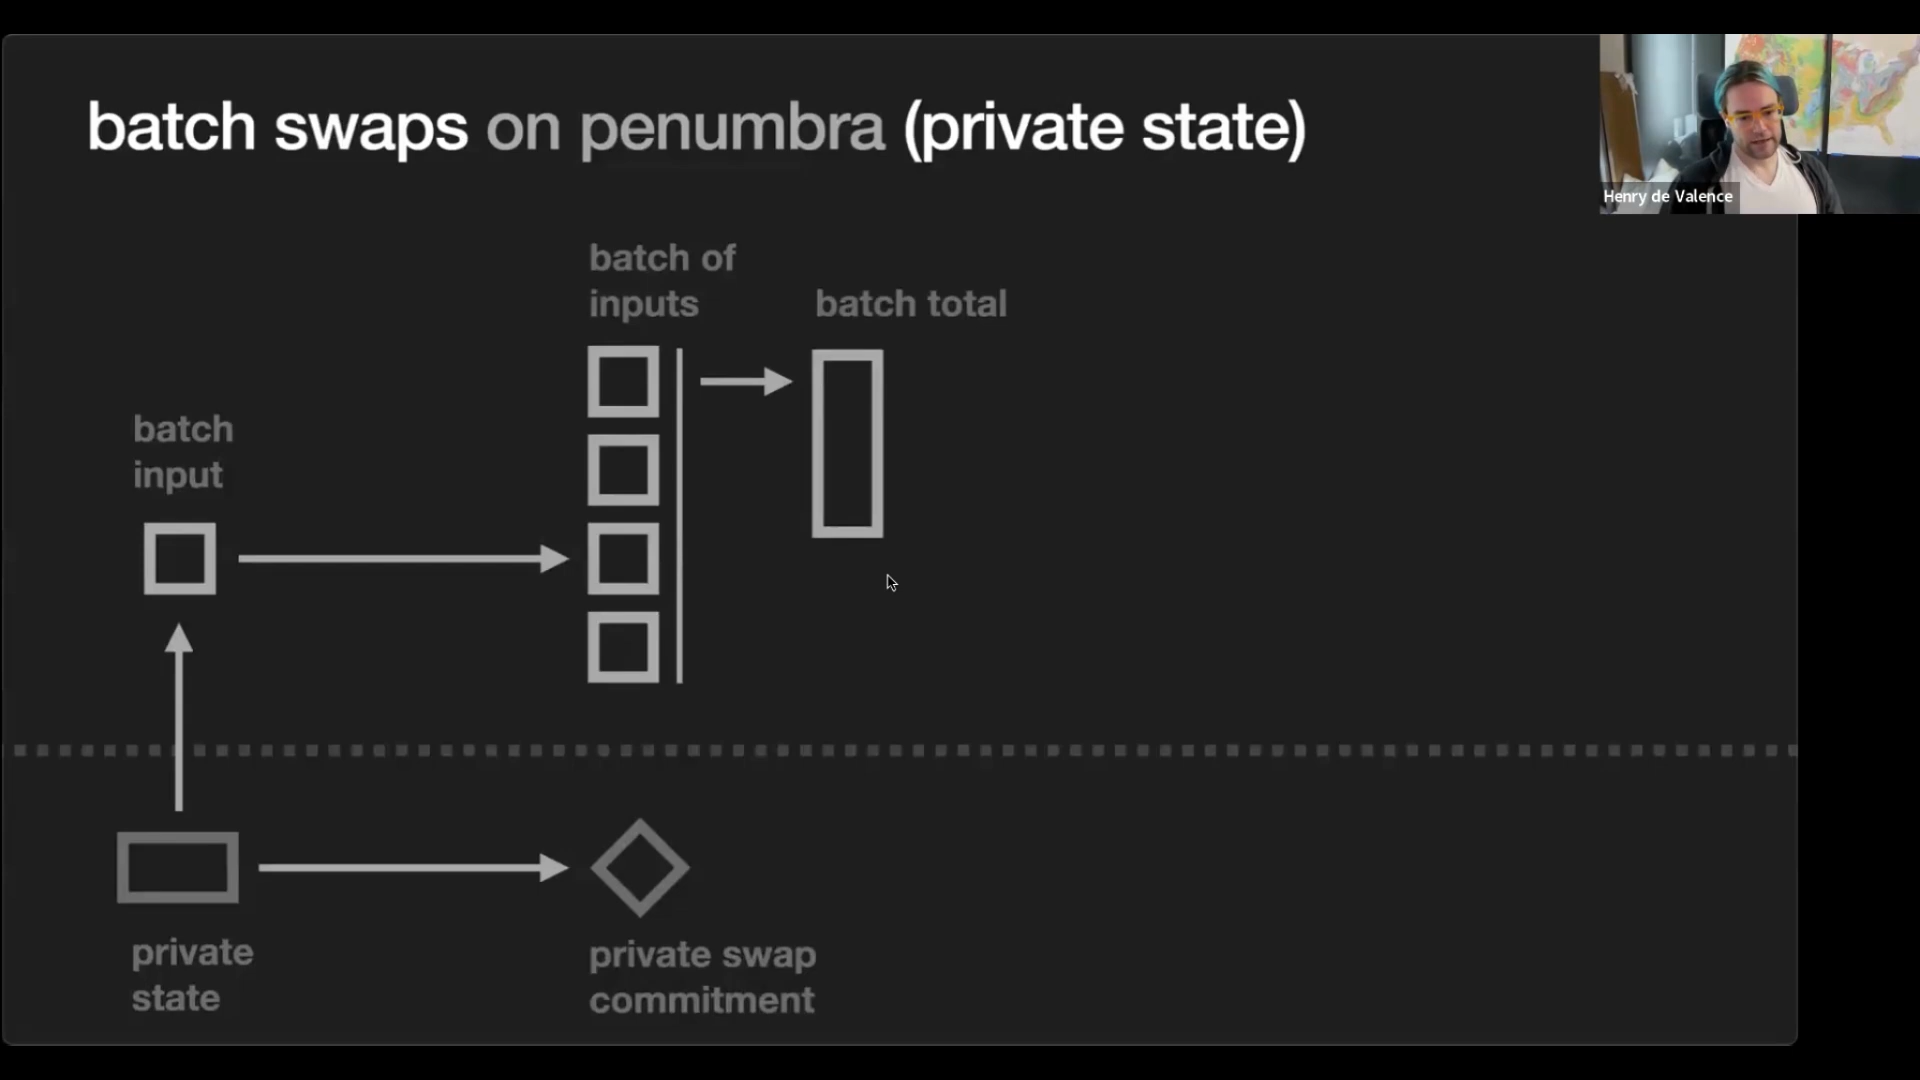 batch swaps on penumbra (private state)
Henry de Valence
batch of
inputs
batch total
batch
input
private
state
private swap
commitment